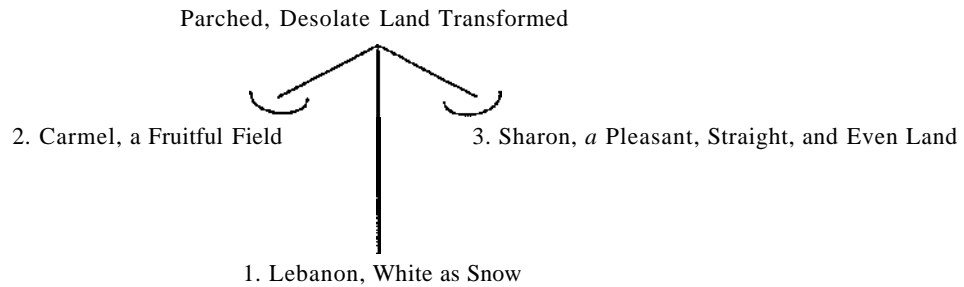 Parched, Desolate Land Transformed
2. Carmel, a Fruitful Field
3. Sharon, a Pleasant, Straight, and Even Land
1. Lebanon, White as Snow